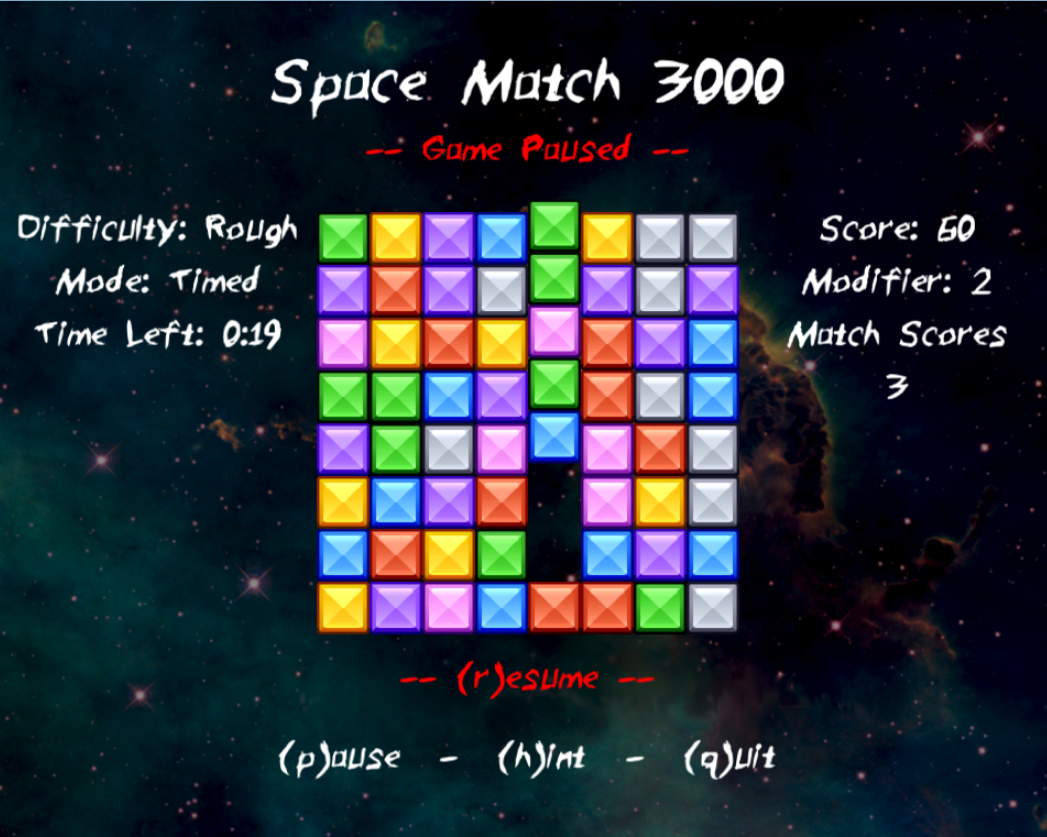 Space Match 3000
-- Game Paused --
Difficulty: Rough
Mode: Timed
Time Left: 0:19
Score: 60
Modifier: 2
Match Scores
3
-- (r)esume --
(p)ause - (h)int - (q)uit